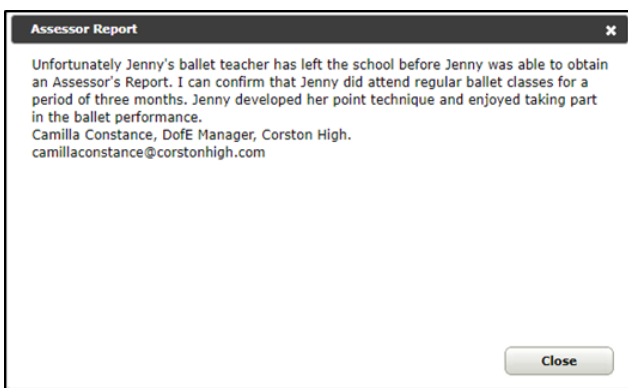 Assessor Report
Unfortunately Jenny's ballet teacher has left the school before Jenny was able to obtain
an Assessor's Report. I can confirm that Jenny did attend regular ballet classes for a
period of three months. Jenny developed her point technique and enjoyed taking part
in the ballet performance.
Camilla Constance, DofE Manager, Corston High.
camillaconstance@corstonhigh.com
Close